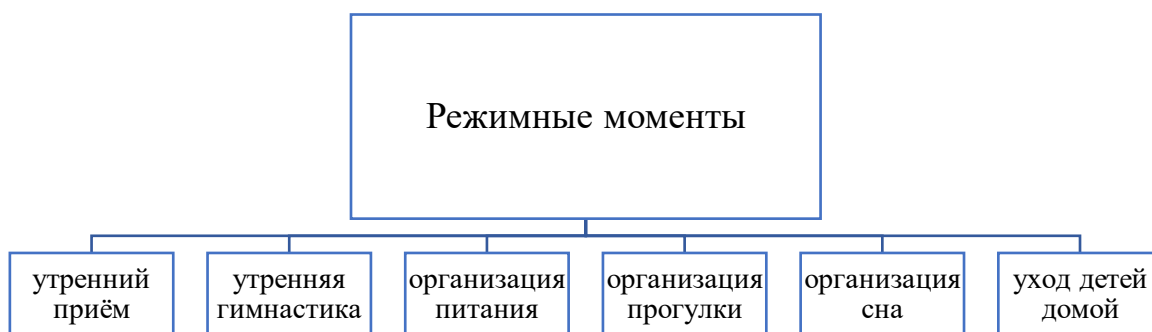 Режимные моменты
утренний
приём
утренняя
гимнастика
организация
питания
организация
прогулки
организация
сна
уход детей
домой